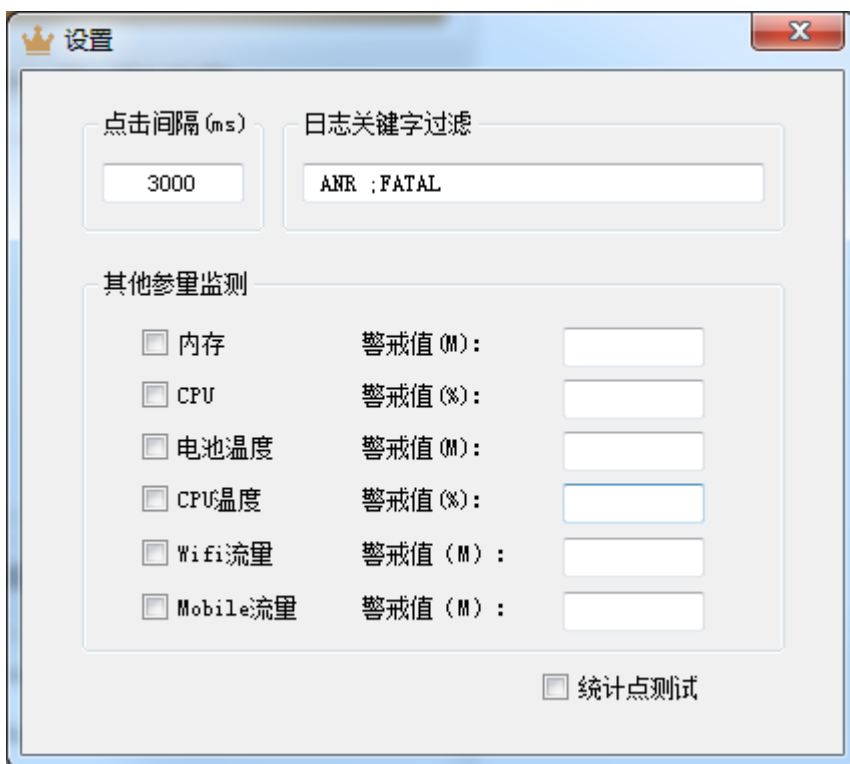 设置
点击间隔(ms) 日志关键字过滤
3000 ANR ;FATAL
其他参量监测
内存 警戒值(M):
CPU 警戒值(%):
电池温度 警戒值(M):
CPU温度 警戒值(%):
Wifi流量 警戒值（M）:
Mobile流量 警戒值（M）:
统计点测试